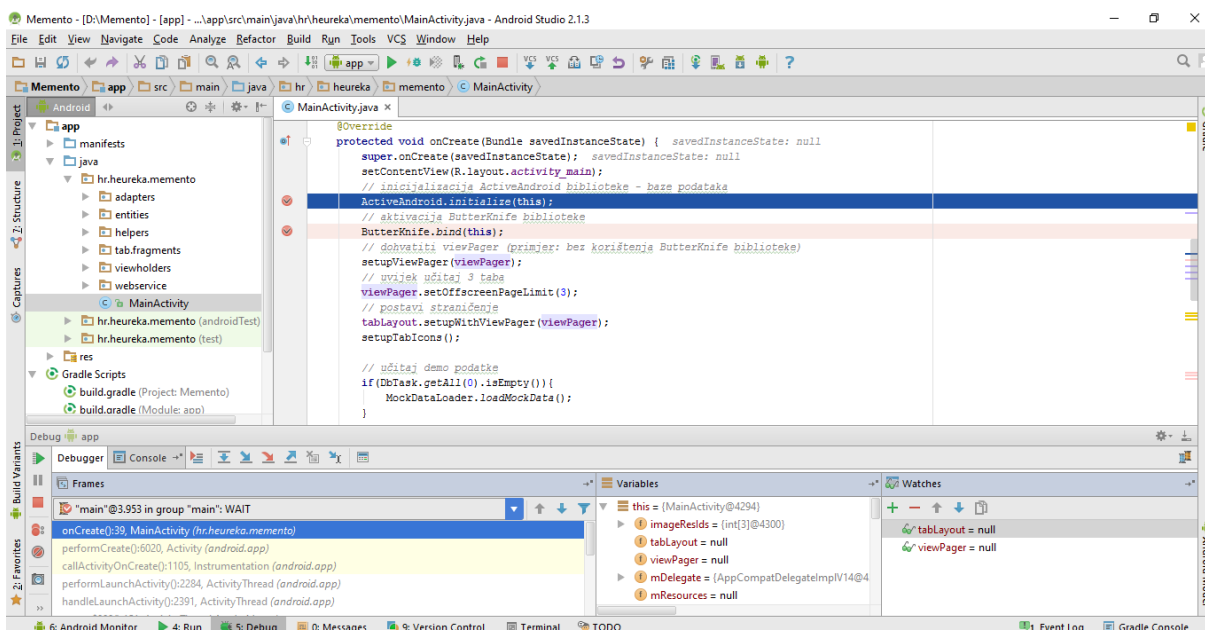 Memento - [D:\Memento] - [app] - ...\app\src\main\java\hr\heureka\memento\MainActivity.java - Android Studio 2.1.3
File Edit View Navigate Code Analyze Refactor Build Run Tools VCS Window Help
app VCS VCS ?
Memento app src main java hr heureka memento MainActivity
1: Project
Android
MainActivity.java ×
app
manifests
java
hr.heureka.memento
adapters
entities
helpers
tab.fragments
viewholders
webservice
MainActivity
hr.heureka.memento (androidTest)
hr.heureka.memento (test)
res
Gradle Scripts
build.gradle (Project: Memento)
build.gradle (Module: app)
7: Structure
Captures
@Override
protected void onCreate(Bundle savedInstanceState) { savedInstanceState: null
super.onCreate(savedInstanceState); savedInstanceState: null
setContentView(R.layout.activity_main);
// inicijalizacija ActiveAndroid biblioteke - baze podataka
ActiveAndroid.initialize(this);
// aktivacija ButterKnife biblioteke
ButterKnife.bind(this);
// dohvatiti viewPager (primjer: bez korištenja ButterKnife biblioteke)
setupViewPager(viewPager);
// uvijek učitaj 3 taba
viewPager.setOffscreenPageLimit(3);
// postavi straničenje
tabLayout.setupWithViewPager(viewPager);
setupTabIcons();
// učitaj demo podatke
if(DbTask.getAll(0).isEmpty()){
MockDataLoader.loadMockData();
}
Debug app
Debugger Console
Build Variants
2: Favorites
Frames
"main"@3.953 in group "main": WAIT
onCreate():39, MainActivity (hr.heureka.memento)
performCreate():6020, Activity (android.app)
callActivityOnCreate():1105, Instrumentation (android.app)
performLaunchActivity():2284, ActivityThread (android.app)
handleLaunchActivity():2391, ActivityThread (android.app)
Variables
this = {MainActivity@4294}
imageResIds = {int[3]@4300}
tabLayout = null
viewPager = null
mDelegate = {AppCompatDelegateImplV14@4
mResources = null
Watches
tabLayout = null
viewPager = null
6: Android Monitor 4: Run 5: Debug 0: Messages 9: Version Control Terminal TODO 1 Event Log Gradle Console